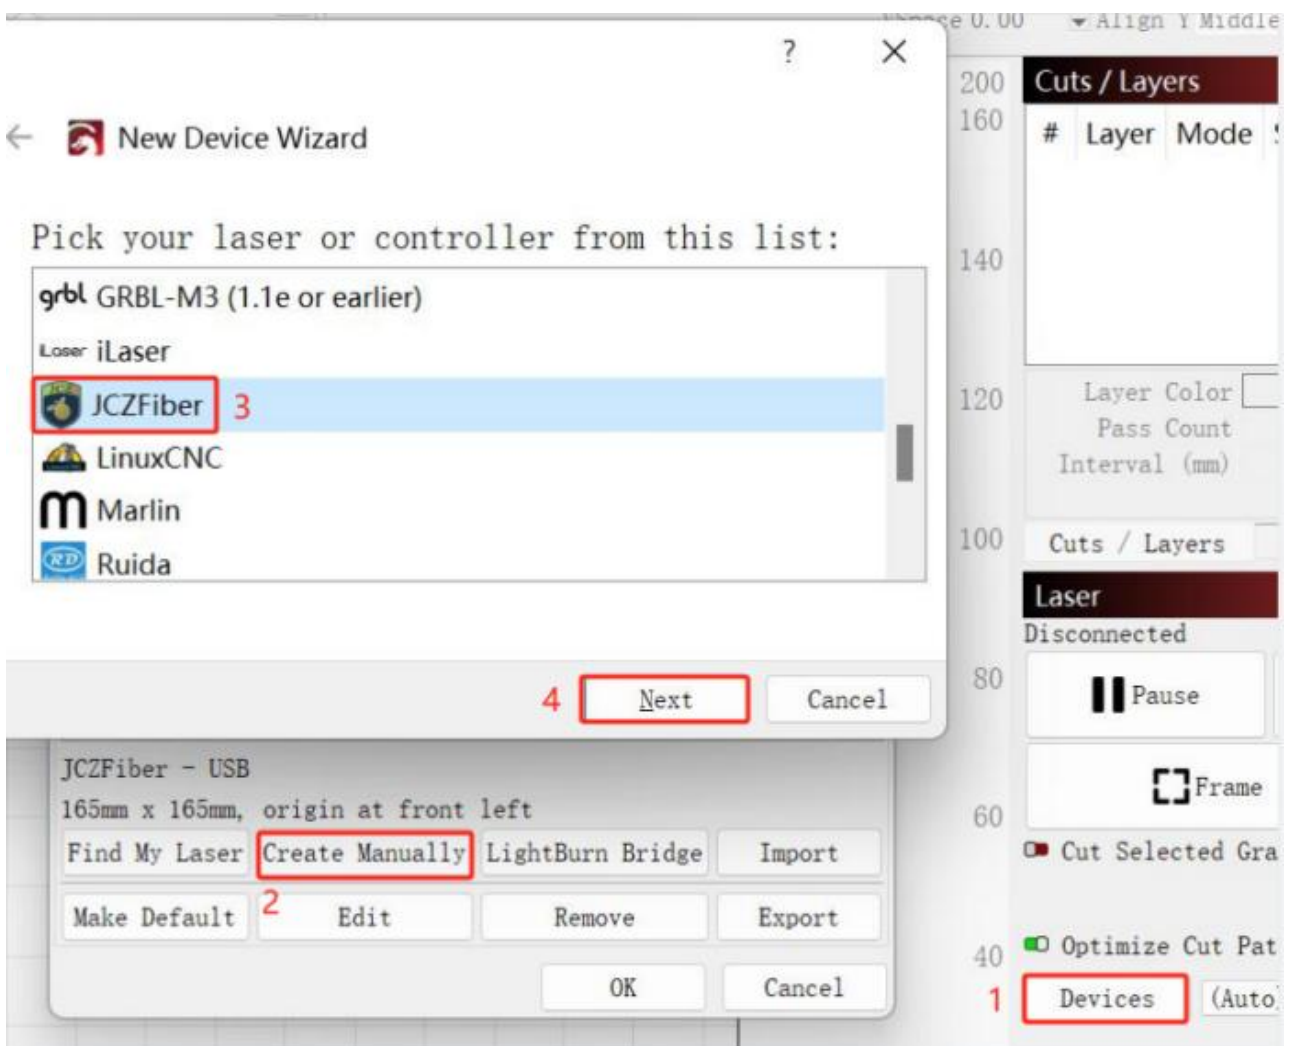 0.00 Align Y Middle
?
200
Cuts / Layers
160
# Layer Mode
New Device Wizard
Pick your laser or controller from this list:
140
grbl GRBL-M3 (1.1e or earlier)
iLaser
JCZFiber 3
120
Layer Color
Pass Count
LinuxCNC
Interval (mm)
Marlin
100
Cuts / Layers
RD Ruida
Laser
Disconnected
80
Pause
4 Next Cancel
JCZFiber - USB
Frame
165mm x 165mm, origin at front left
60
Find My Laser Create Manually LightBurn Bridge Import
Cut Selected Gra
2
Make Default Edit Remove Export
40
Optimize Cut Pat
OK Cancel
1 Devices (Auto)